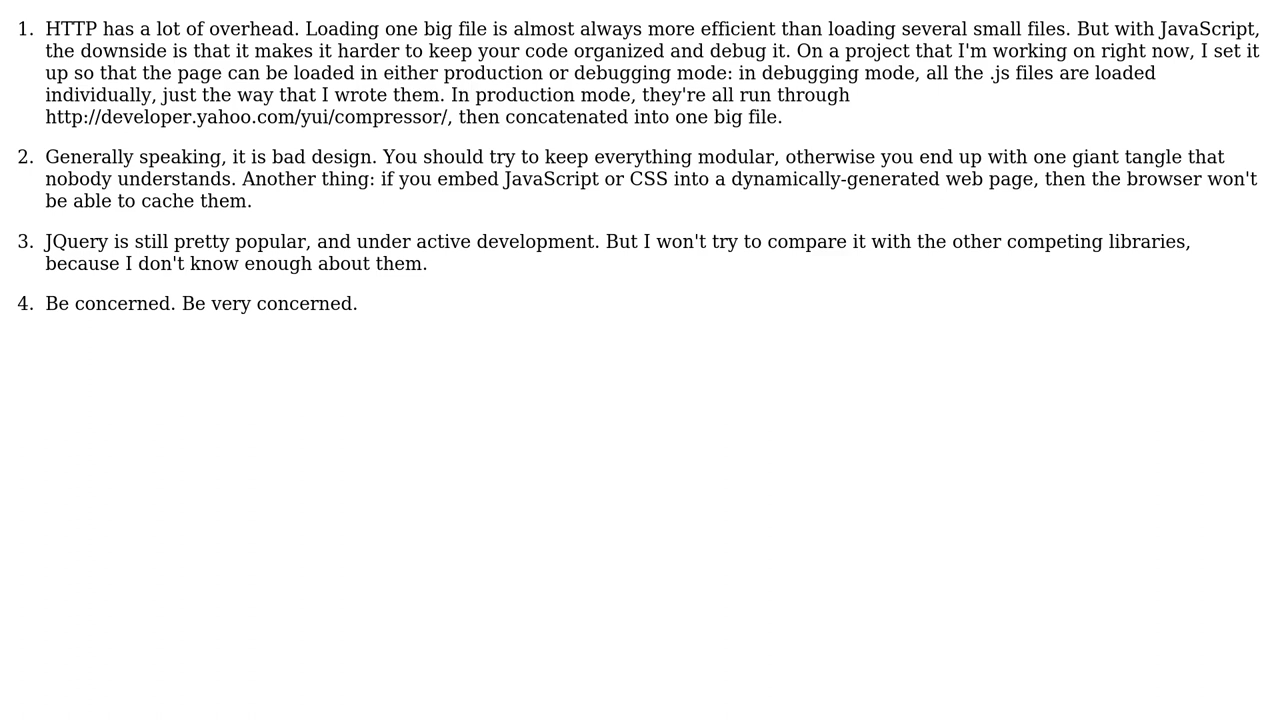 1. HTTP has a lot of overhead. Loading one big file is almost always more efficient than loading several small files. But with JavaScript,
the downside is that it makes it harder to keep your code organized and debug it. On a project that I'm working on right now, I set it
up so that the page can be loaded in either production or debugging mode: in debugging mode, all the .js files are loaded
individually, just the way that I wrote them. In production mode, they're all run through
http://developer.yahoo.com/yui/compressor/, then concatenated into one big file.
2. Generally speaking, it is bad design. You should try to keep everything modular, otherwise you end up with one giant tangle that
nobody understands. Another thing: if you embed JavaScript or CSS into a dynamically-generated web page, then the browser won't
be able to cache them.
3. JQuery is still pretty popular, and under active development. But I won't try to compare it with the other competing libraries,
because I don't know enough about them.
4. Be concerned. Be very concerned.